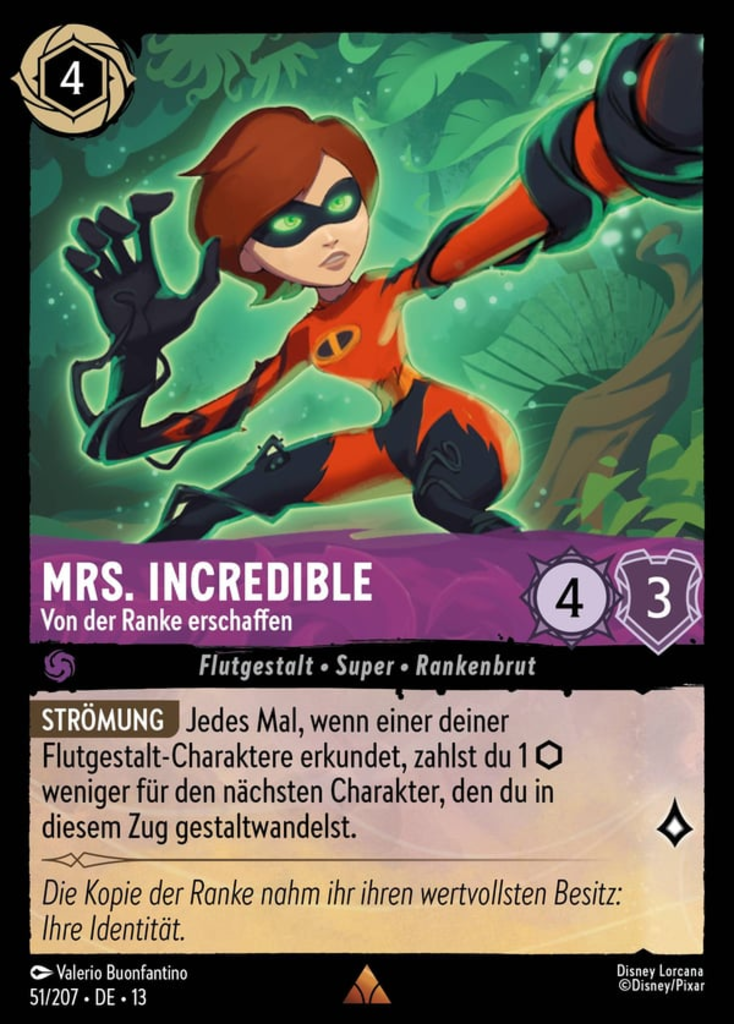 4
MRS. INCREDIBLE
Von der Ranke erschaffen
4
3
Flutgestalt • Super • Rankenbrut
STRÖMUNG Jedes Mal, wenn einer deiner
Flutgestalt-Charaktere erkundet, zahlst du 1 ⬡
weniger für den nächsten Charakter, den du in
diesem Zug gestaltwandelst.
Die Kopie der Ranke nahm ihr ihren wertvollsten Besitz:
Ihre Identität.
Valerio Buonfantino
51/207 • DE • 13
Disney Lorcana
©Disney/Pixar